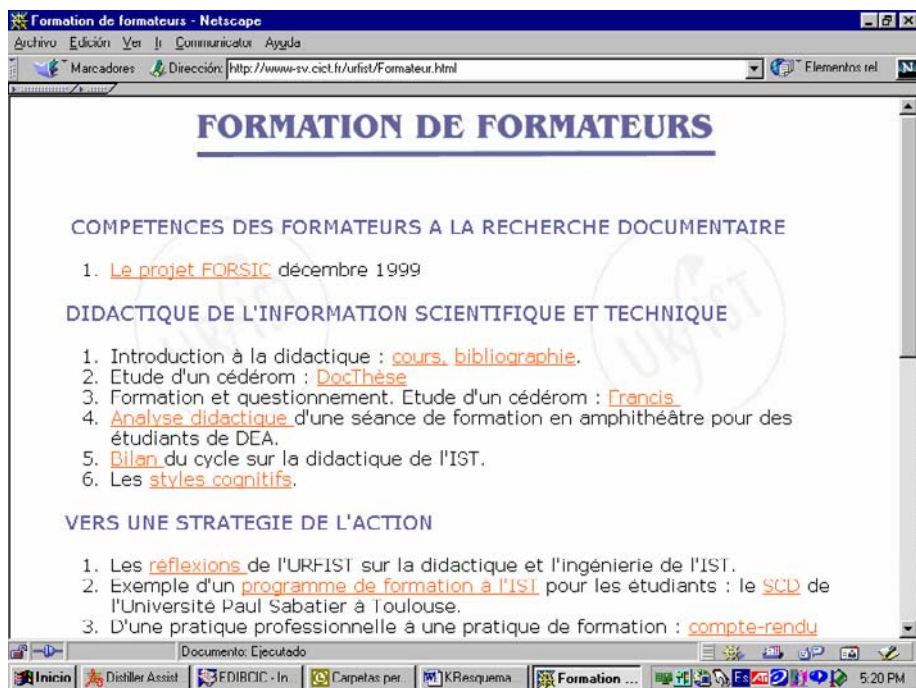 Formation de formateurs - Netscape
Archivo Edición Ver Ir Communicator Ayuda
Marcadores Dirección: http://www-sv.cict.fr/urfist/Formateur.html Elementos rel
FORMATION DE FORMATEURS
COMPETENCES DES FORMATEURS A LA RECHERCHE DOCUMENTAIRE
1. Le projet FORSIC décembre 1999
DIDACTIQUE DE L'INFORMATION SCIENTIFIQUE ET TECHNIQUE
1. Introduction à la didactique : cours, bibliographie.
2. Etude d'un cédérom : DocThèse
3. Formation et questionnement. Etude d'un cédérom : Francis
4. Analyse didactique d'une séance de formation en amphithéâtre pour des
étudiants de DEA.
5. Bilan du cycle sur la didactique de l'IST.
6. Les styles cognitifs.
VERS UNE STRATEGIE DE L'ACTION
1. Les réflexions de l'URFIST sur la didactique et l'ingénierie de l'IST.
2. Exemple d'un programme de formation à l'IST pour les étudiants : le SCD de
l'Université Paul Sabatier à Toulouse.
3. D'une pratique professionnelle à une pratique de formation : compte-rendu
URFIST
URFIST
Documento: Ejecutado
Inicio Distiller Assist EDIBCIC - In... Carpetas per... KResquema... Formation ... Es 5:20 PM